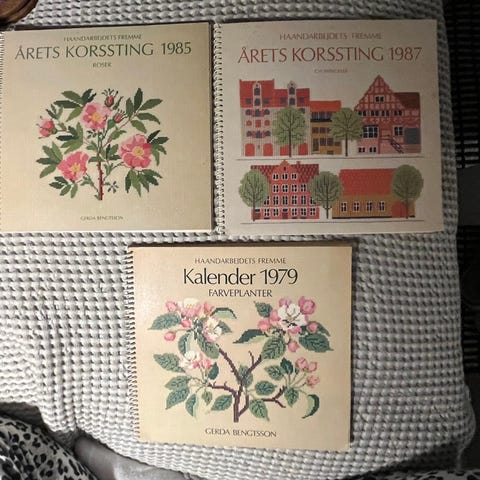 HAANDARBEJDETS FREMME
ÅRETS KORSSTING 1985
ROSER
GERDA BENGTSSON
HAANDARBEJDETS FREMME
ÅRETS KORSSTING 1987
HAANDARBEJDETS FREMME
Kalender 1979
FARVEPLANTER
GERDA BENGTSSON